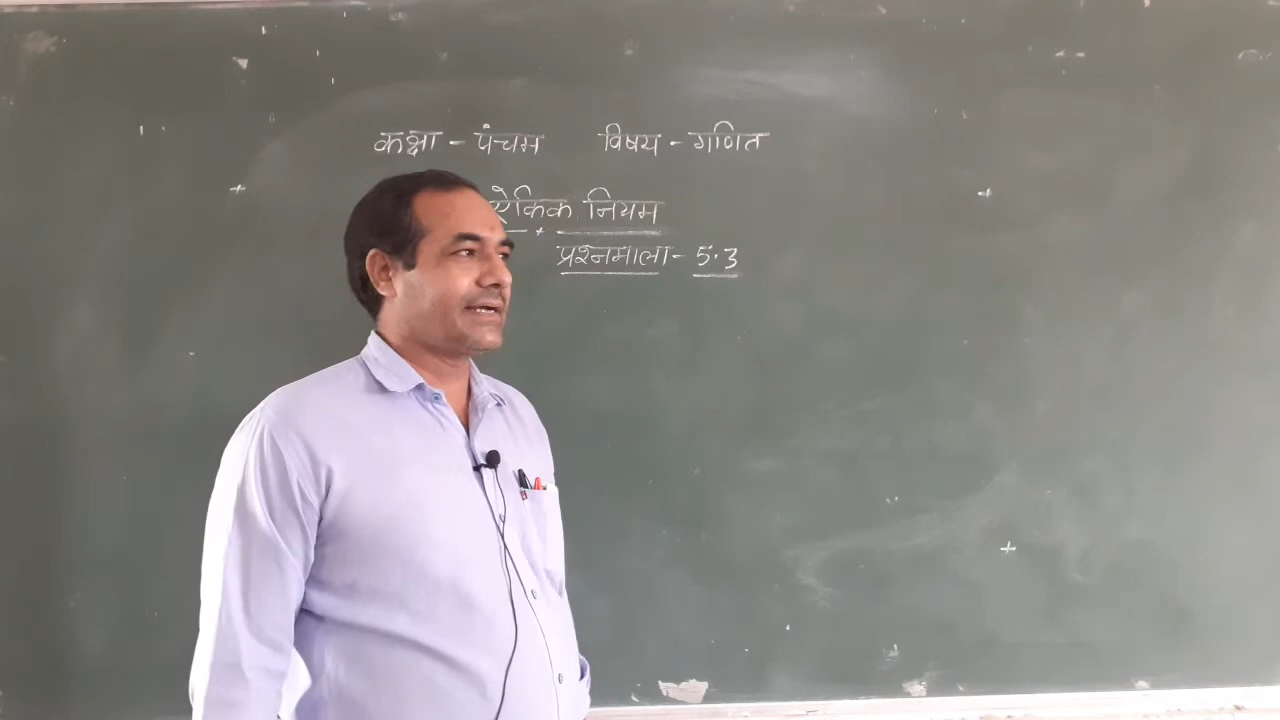 कक्षा - पंचम विषय - गणित
ऐकिक नियम
प्रश्नमाला - 5.3